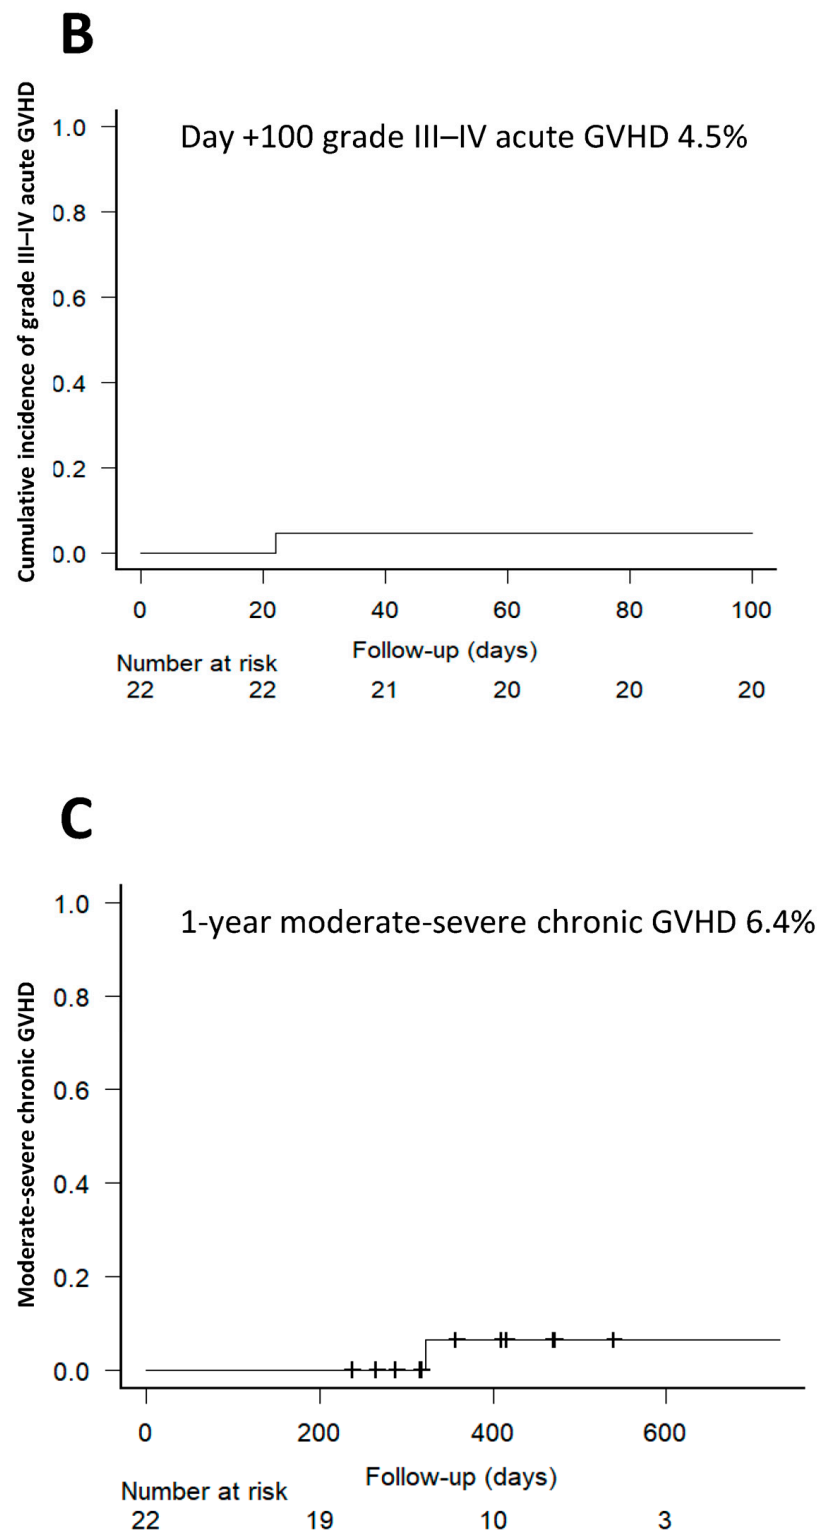 B
Cumulative incidence of grade III–IV acute GVHD
Day +100 grade III–IV acute GVHD 4.5%
1.0
0.8
0.6
0.4
0.2
0.0
0 20 40 60 80 100
Follow-up (days)
Number at risk
22 22 21 20 20 20
C
Moderate-severe chronic GVHD
1-year moderate-severe chronic GVHD 6.4%
1.0
0.8
0.6
0.4
0.2
0.0
0 200 400 600
Follow-up (days)
Number at risk
22 19 10 3